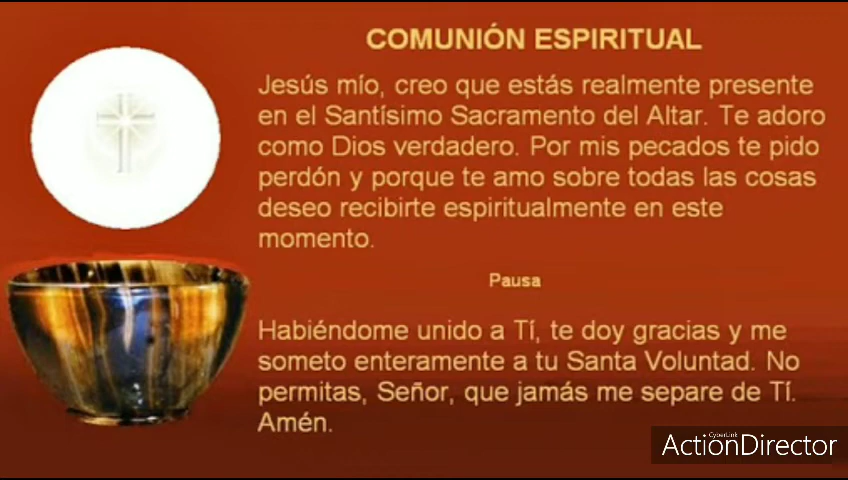 COMUNIÓN ESPIRITUAL
Jesús mío, creo que estás realmente presente
en el Santísimo Sacramento del Altar. Te adoro
como Dios verdadero. Por mis pecados te pido
perdón y porque te amo sobre todas las cosas
deseo recibirte espiritualmente en este
momento.
Pausa
Habiéndome unido a Tí, te doy gracias y me
someto enteramente a tu Santa Voluntad. No
permitas, Señor, que jamás me separe de Tí.
Amén.
CyberLink
ActionDirector